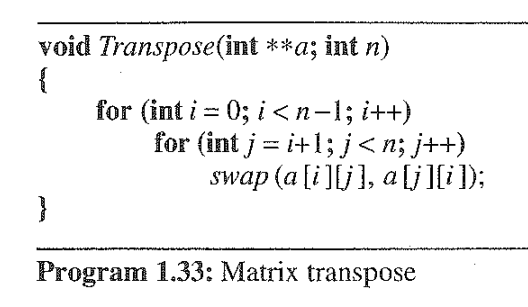 void Transpose(int **a; int n)
{
for (int i = 0; i < n−1; i++)
for (int j = i+1; j < n; j++)
swap (a [i ][j ], a [j ][i ]);
}
Program 1.33: Matrix transpose